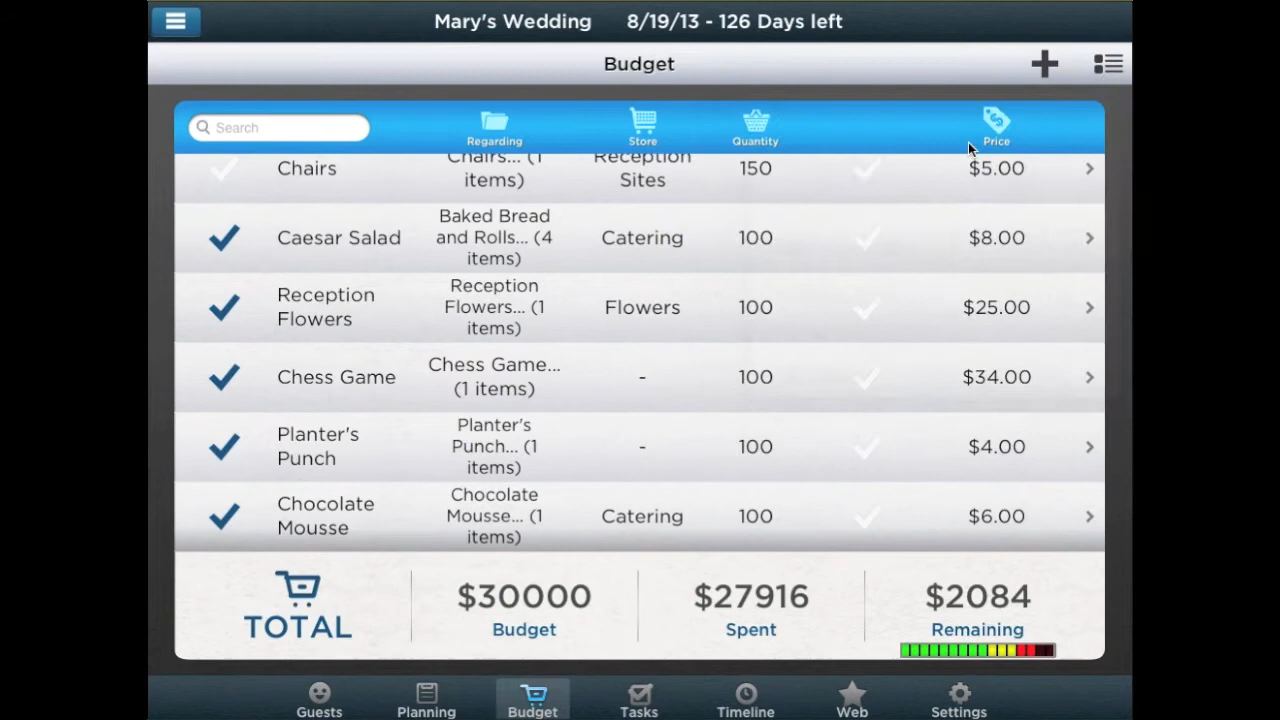 Mary's Wedding 8/19/13 - 126 Days left
Budget
Search
Regarding
Store
Quantity
Price
Chairs
Chairs... (1
items)
Reception
Sites
150
$5.00
Caesar Salad
Baked Bread
and Rolls... (4
items)
Catering
100
$8.00
Reception
Flowers
Reception
Flowers... (1
items)
Flowers
100
$25.00
Chess Game
Chess Game...
(1 items)
-
100
$34.00
Planter's
Punch
Planter's
Punch... (1
items)
-
100
$4.00
Chocolate
Mousse
Chocolate
Mousse... (1
items)
Catering
100
$6.00
TOTAL
$30000
Budget
$27916
Spent
$2084
Remaining
Guests
Planning
Budget
Tasks
Timeline
Web
Settings